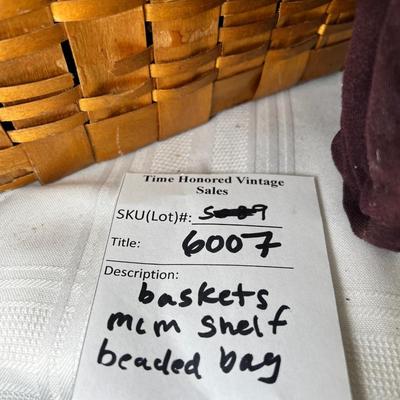 Time Honored Vintage
Sales
SKU(Lot)#:
Title: 6007
Description:
baskets
mcm shelf
beaded bag